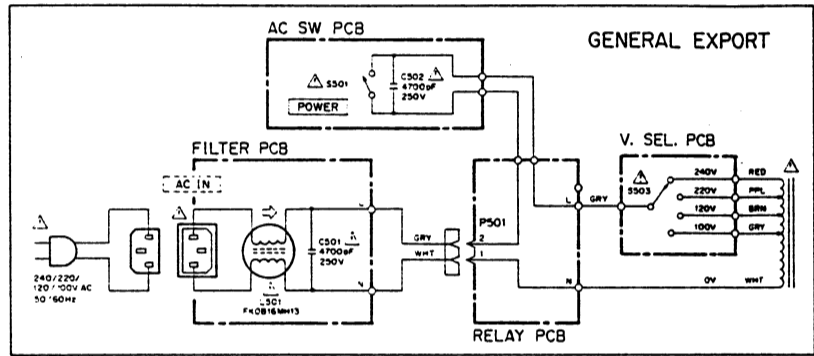 AC SW PCB
GENERAL EXPORT
S501
C502
4700pF
250V
POWER
FILTER PCB
V. SEL. PCB
AC IN
240V
RED
S503
220V
PPL
120V
BRN
100V
GRY
L
GRY
P501
L
GRY
2
C501
4700pF
250V
WHT
1
240/220/
120/100V AC
50/60Hz
L501
FK0B16MH13
N
N
0V
WHT
RELAY PCB